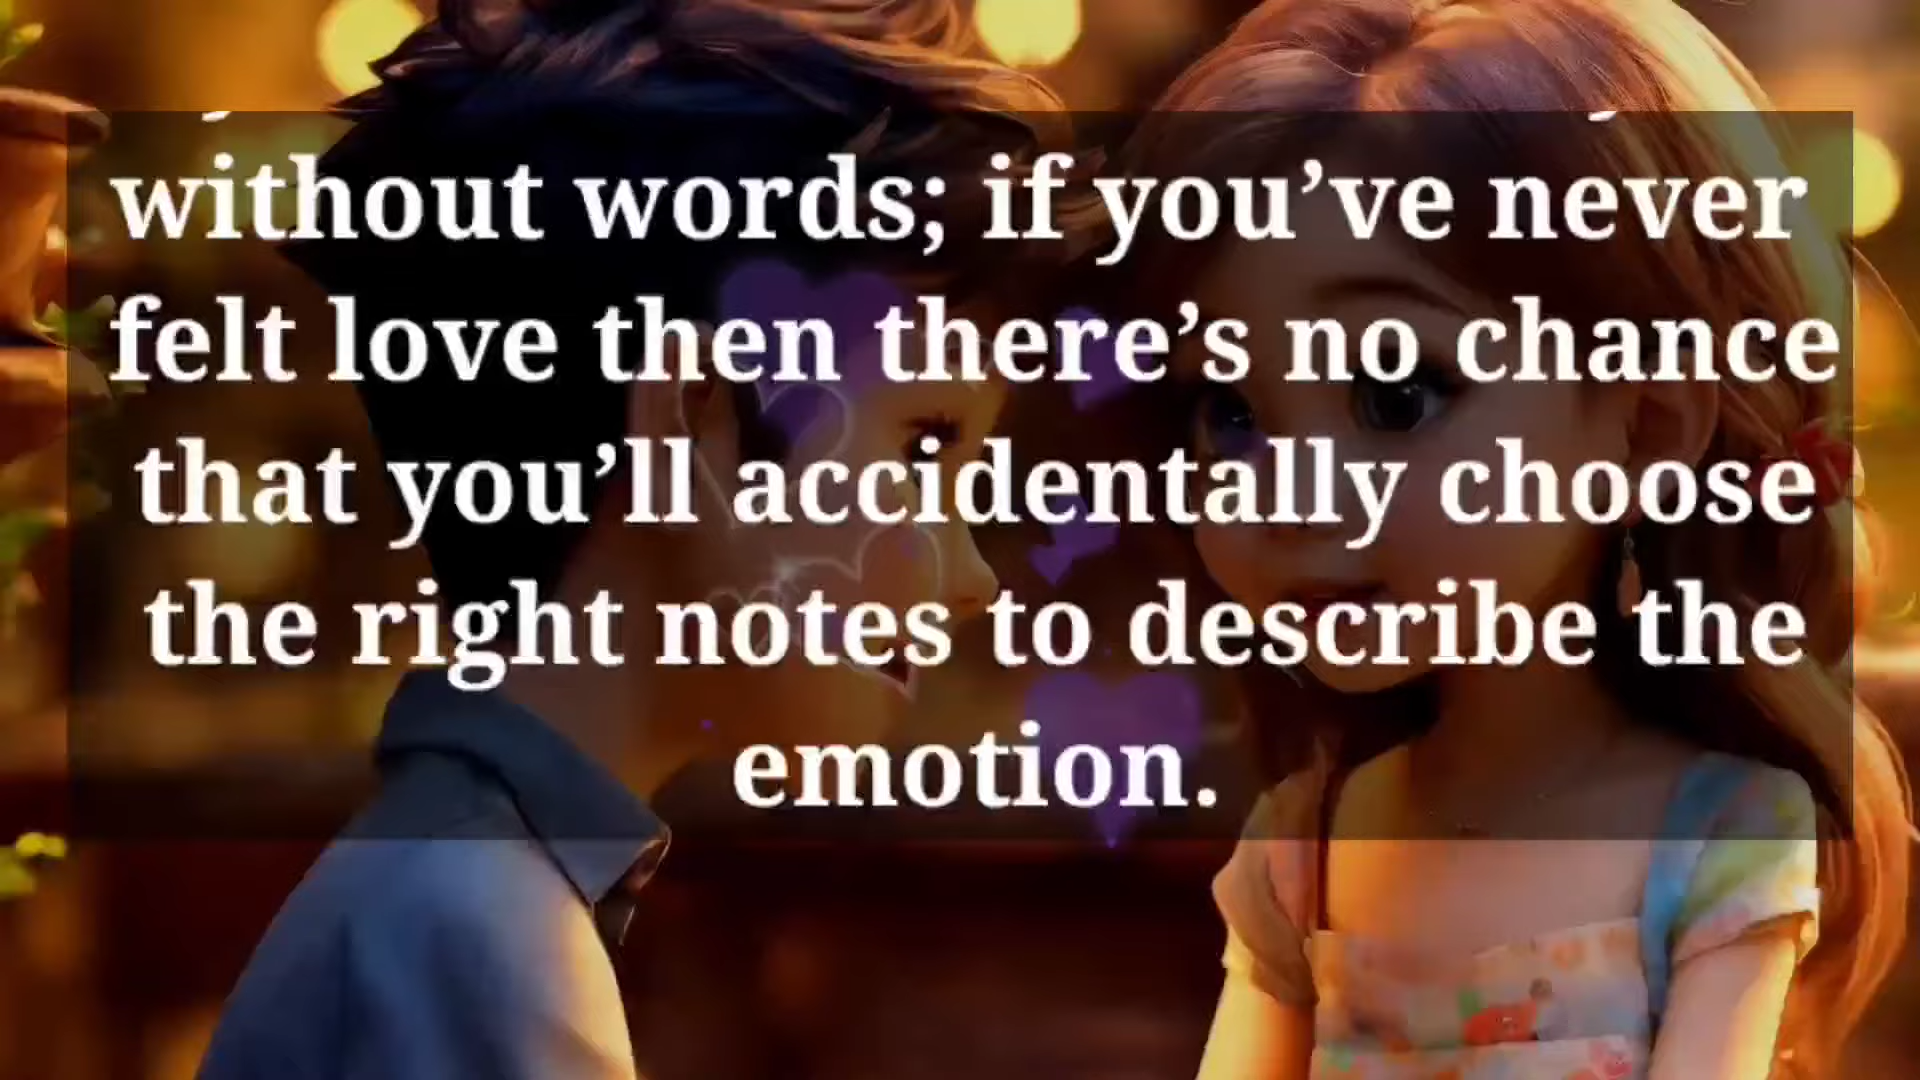 without words; if you’ve never
felt love then there’s no chance
that you’ll accidentally choose
the right notes to describe the
emotion.